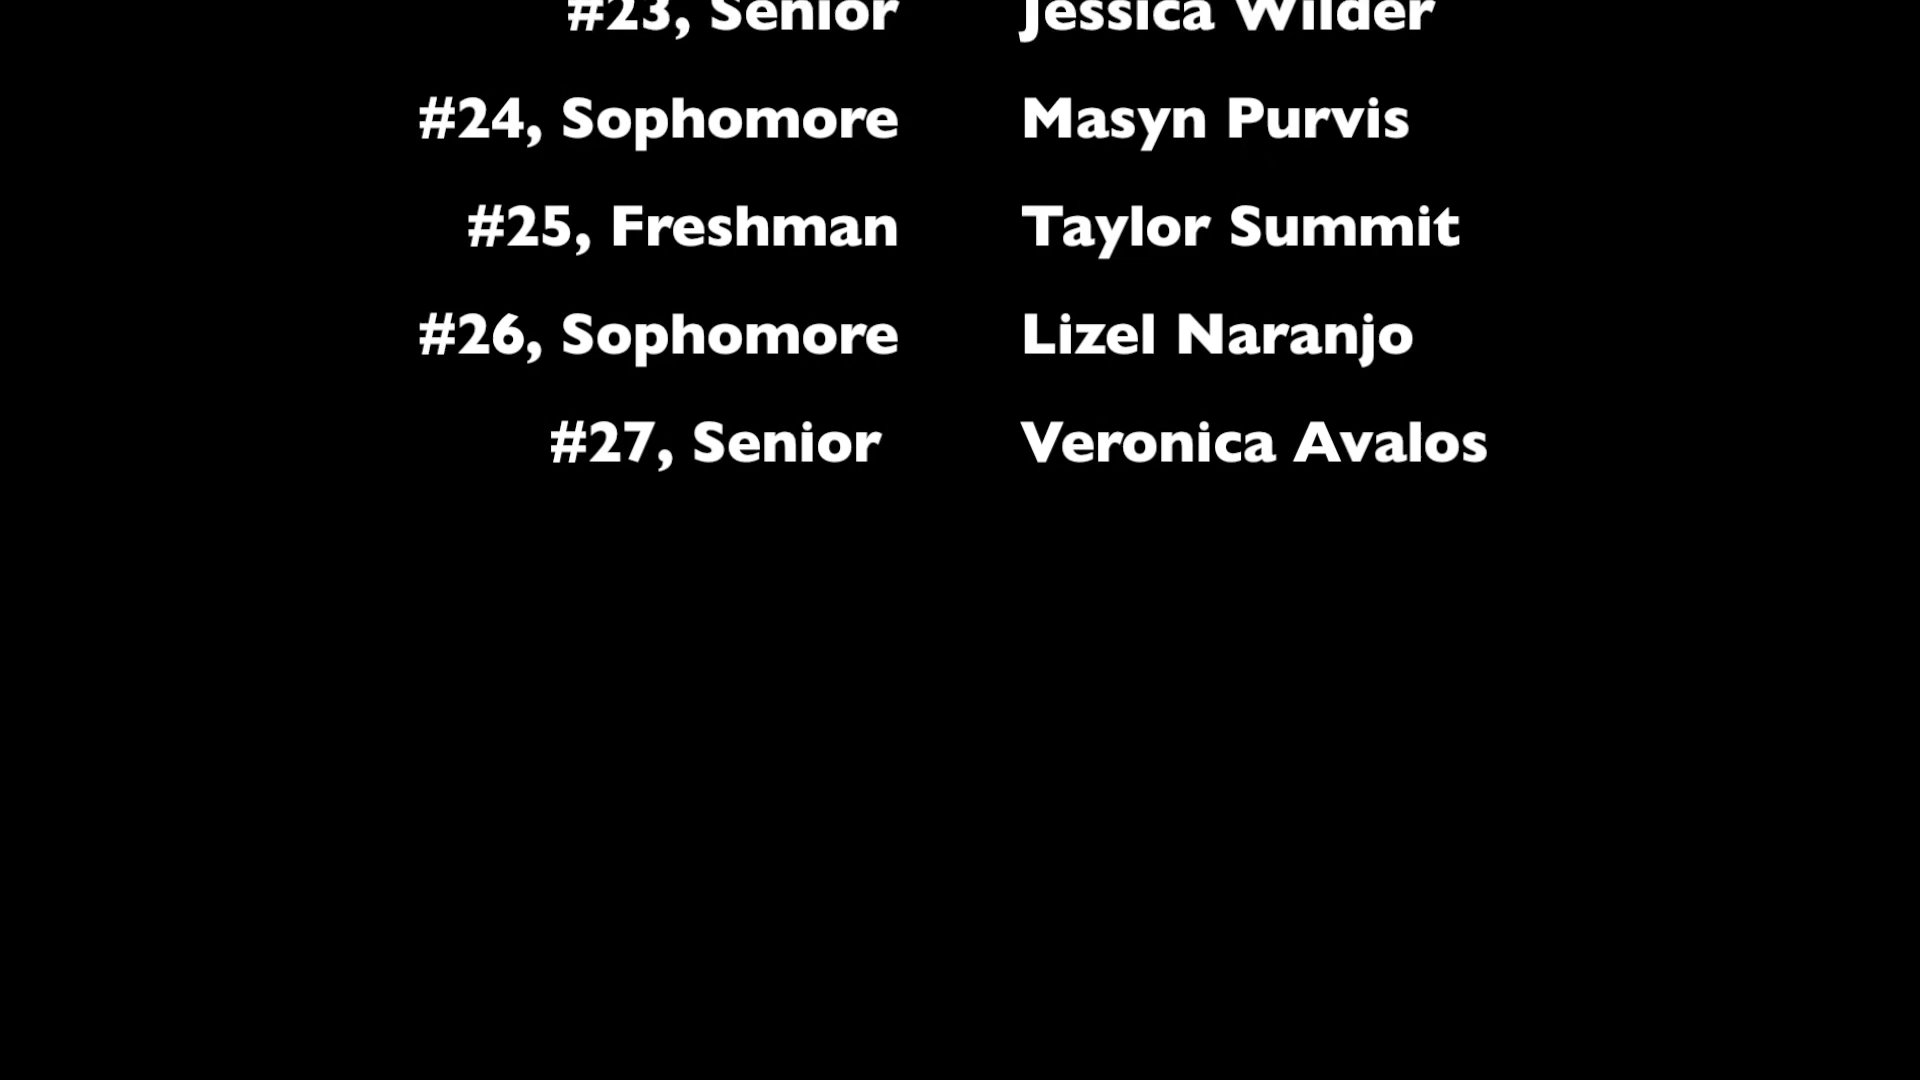 #23, Senior Jessica Wilder
#24, Sophomore Masyn Purvis
#25, Freshman Taylor Summit
#26, Sophomore Lizel Naranjo
#27, Senior Veronica Avalos